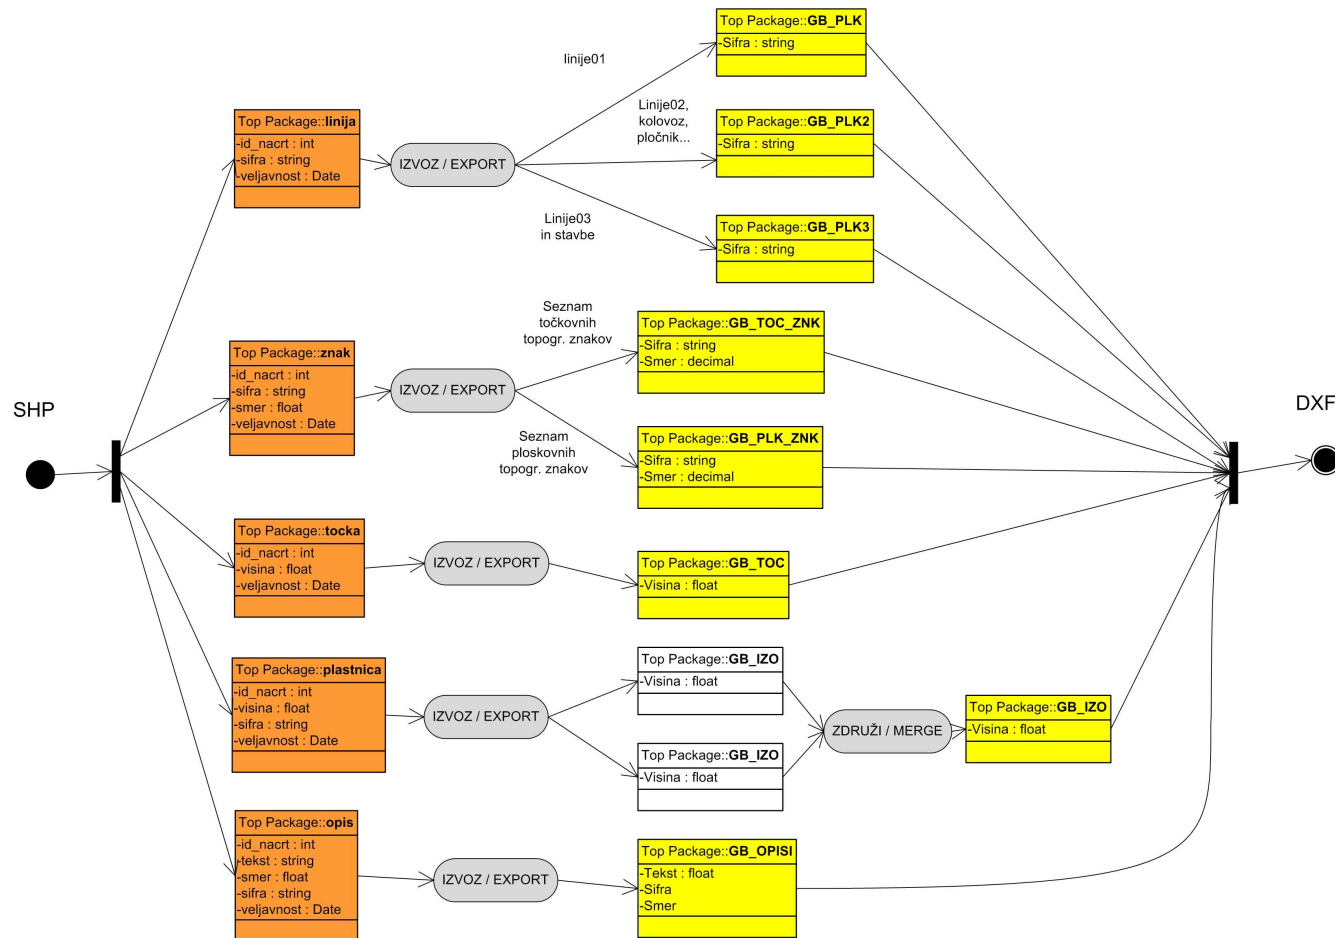 SHP
Top Package::linija
-id_nacrt : int
-sifra : string
-veljavnost : Date
IZVOZ / EXPORT
linije01
Linije02,
kolovoz,
pločnik...
Linije03
in stavbe
Top Package::GB_PLK
-Sifra : string
Top Package::GB_PLK2
-Sifra : string
Top Package::GB_PLK3
-Sifra : string
Top Package::znak
-id_nacrt : int
-sifra : string
-smer : float
-veljavnost : Date
IZVOZ / EXPORT
Seznam
točkovnih
topogr. znakov
Seznam
ploskovnih
topogr. znakov
Top Package::GB_TOC_ZNK
-Sifra : string
-Smer : decimal
Top Package::GB_PLK_ZNK
-Sifra : string
-Smer : decimal
Top Package::tocka
-id_nacrt : int
-visina : float
-veljavnost : Date
IZVOZ / EXPORT
Top Package::GB_TOC
-Visina : float
Top Package::plastnica
-id_nacrt : int
-visina : float
-sifra : string
-veljavnost : Date
IZVOZ / EXPORT
Top Package::GB_IZO
-Visina : float
Top Package::GB_IZO
-Visina : float
ZDRUŽI / MERGE
Top Package::GB_IZO
-Visina : float
Top Package::opis
-id_nacrt : int
-tekst : string
-smer : float
-sifra : string
-veljavnost : Date
IZVOZ / EXPORT
Top Package::GB_OPISI
-Tekst : float
-Sifra
-Smer
DXF